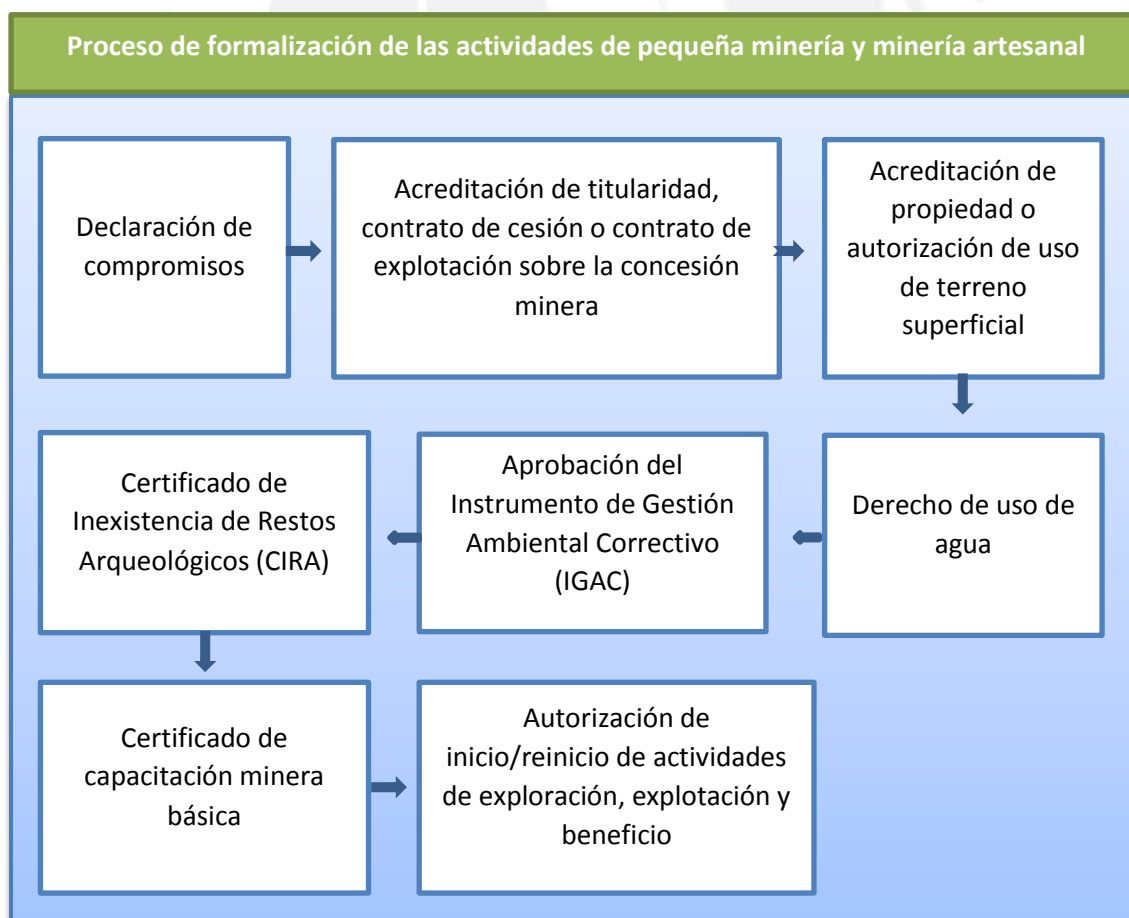 Proceso de formalización de las actividades de pequeña minería y minería artesanal
Declaración de
compromisos
Acreditación de titularidad,
contrato de cesión o contrato de
explotación sobre la concesión
minera
Acreditación de
propiedad o
autorización de uso
de terreno
superficial
Derecho de uso de
agua
Aprobación del
Instrumento de Gestión
Ambiental Correctivo
(IGAC)
Certificado de
Inexistencia de Restos
Arqueológicos (CIRA)
Certificado de
capacitación minera
básica
Autorización de
inicio/reinicio de actividades
de exploración, explotación y
beneficio